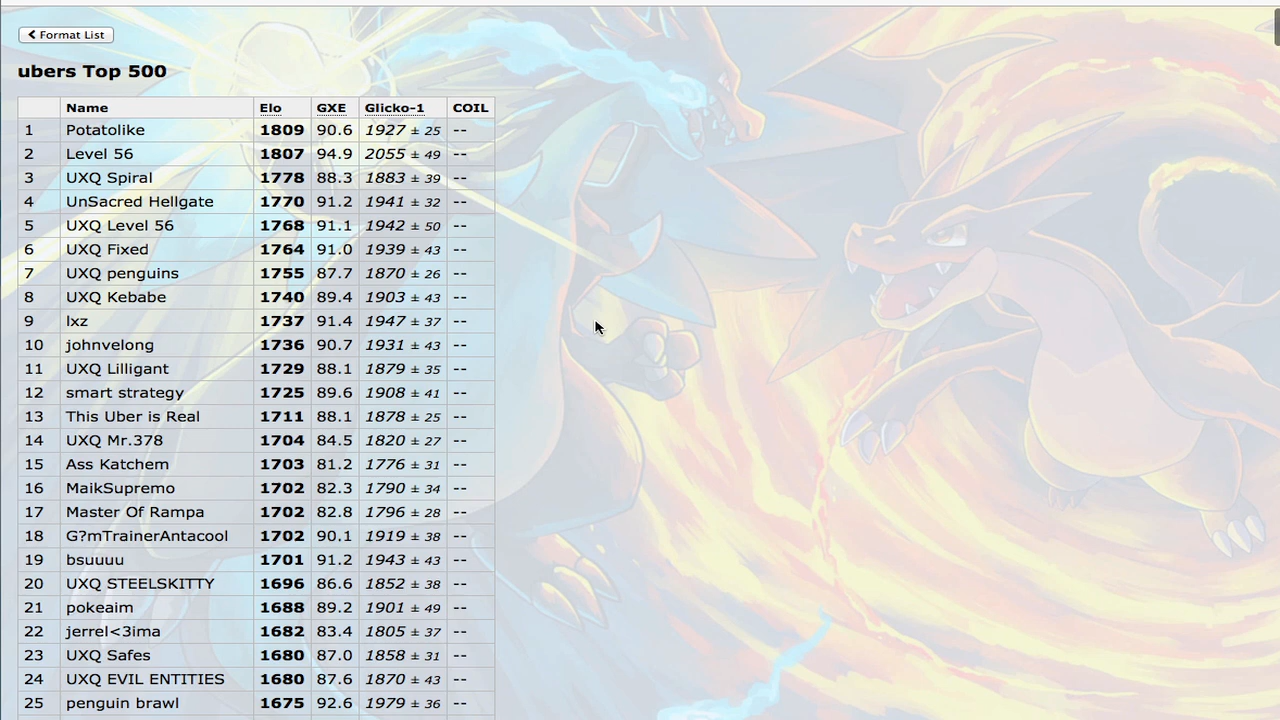 Format List
ubers Top 500
Name Elo GXE Glicko-1 COIL
1 Potatolike 1809 90.6 1927 ± 25 --
2 Level 56 1807 94.9 2055 ± 49 --
3 UXQ Spiral 1778 88.3 1883 ± 39 --
4 UnSacred Hellgate 1770 91.2 1941 ± 32 --
5 UXQ Level 56 1768 91.1 1942 ± 50 --
6 UXQ Fixed 1764 91.0 1939 ± 43 --
7 UXQ penguins 1755 87.7 1870 ± 26 --
8 UXQ Kebabe 1740 89.4 1903 ± 43 --
9 lxz 1737 91.4 1947 ± 37 --
10 johnvelong 1736 90.7 1931 ± 43 --
11 UXQ Lilligant 1729 88.1 1879 ± 35 --
12 smart strategy 1725 89.6 1908 ± 41 --
13 This Uber is Real 1711 88.1 1878 ± 25 --
14 UXQ Mr.378 1704 84.5 1820 ± 27 --
15 Ass Katchem 1703 81.2 1776 ± 31 --
16 MaikSupremo 1702 82.3 1790 ± 34 --
17 Master Of Rampa 1702 82.8 1796 ± 28 --
18 G?mTrainerAntacool 1702 90.1 1919 ± 38 --
19 bsuuuu 1701 91.2 1943 ± 43 --
20 UXQ STEELSKITTY 1696 86.6 1852 ± 38 --
21 pokeaim 1688 89.2 1901 ± 49 --
22 jerrel<3ima 1682 83.4 1805 ± 37 --
23 UXQ Safes 1680 87.0 1858 ± 31 --
24 UXQ EVIL ENTITIES 1680 87.6 1870 ± 43 --
25 penguin brawl 1675 92.6 1979 ± 36 --